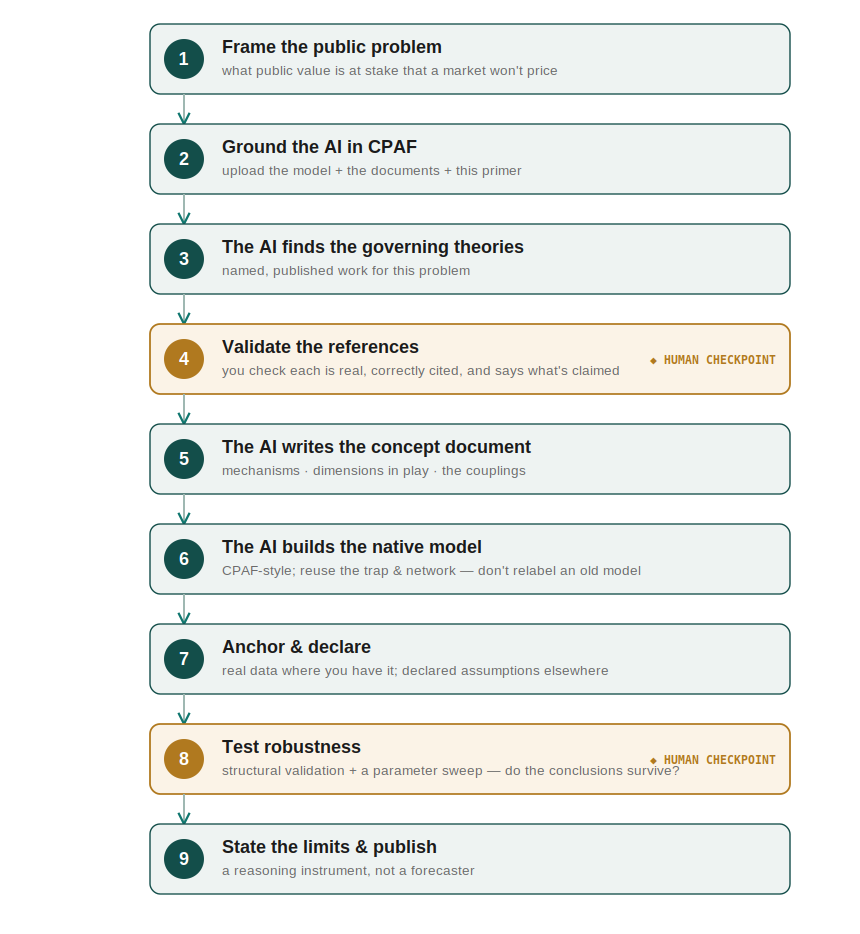 1
Frame the public problem
what public value is at stake that a market won't price
2
Ground the AI in CPAF
upload the model + the documents + this primer
3
The AI finds the governing theories
named, published work for this problem
4
Validate the references
you check each is real, correctly cited, and says what's claimed
◆ HUMAN CHECKPOINT
5
The AI writes the concept document
mechanisms · dimensions in play · the couplings
6
The AI builds the native model
CPAF-style; reuse the trap & network — don't relabel an old model
7
Anchor & declare
real data where you have it; declared assumptions elsewhere
8
Test robustness
structural validation + a parameter sweep — do the conclusions survive?
◆ HUMAN CHECKPOINT
9
State the limits & publish
a reasoning instrument, not a forecaster